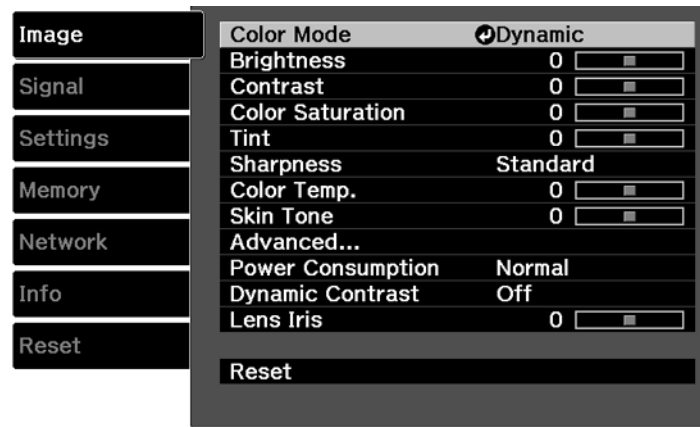 Image
Signal
Settings
Memory
Network
Info
Reset
Color Mode Dynamic
Brightness 0
Contrast 0
Color Saturation 0
Tint 0
Sharpness Standard
Color Temp. 0
Skin Tone 0
Advanced...
Power Consumption Normal
Dynamic Contrast Off
Lens Iris 0
Reset